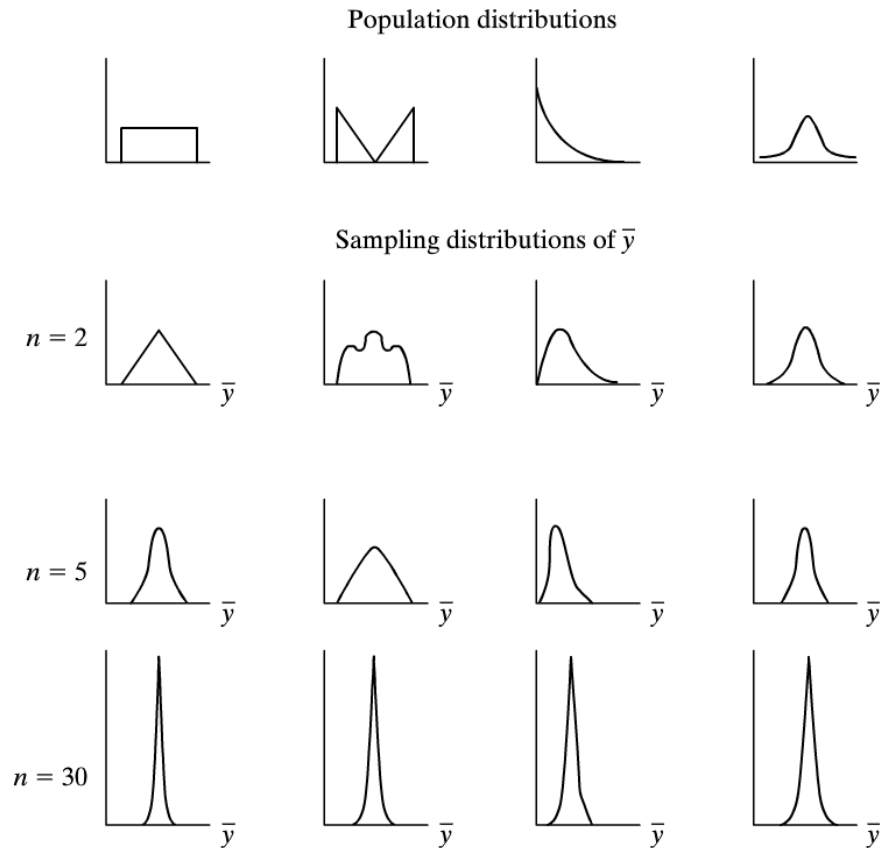 Population distributions
Sampling distributions of y̅
n = 2
y̅ y̅ y̅ y̅
n = 5
y̅ y̅ y̅ y̅
n = 30
y̅ y̅ y̅ y̅